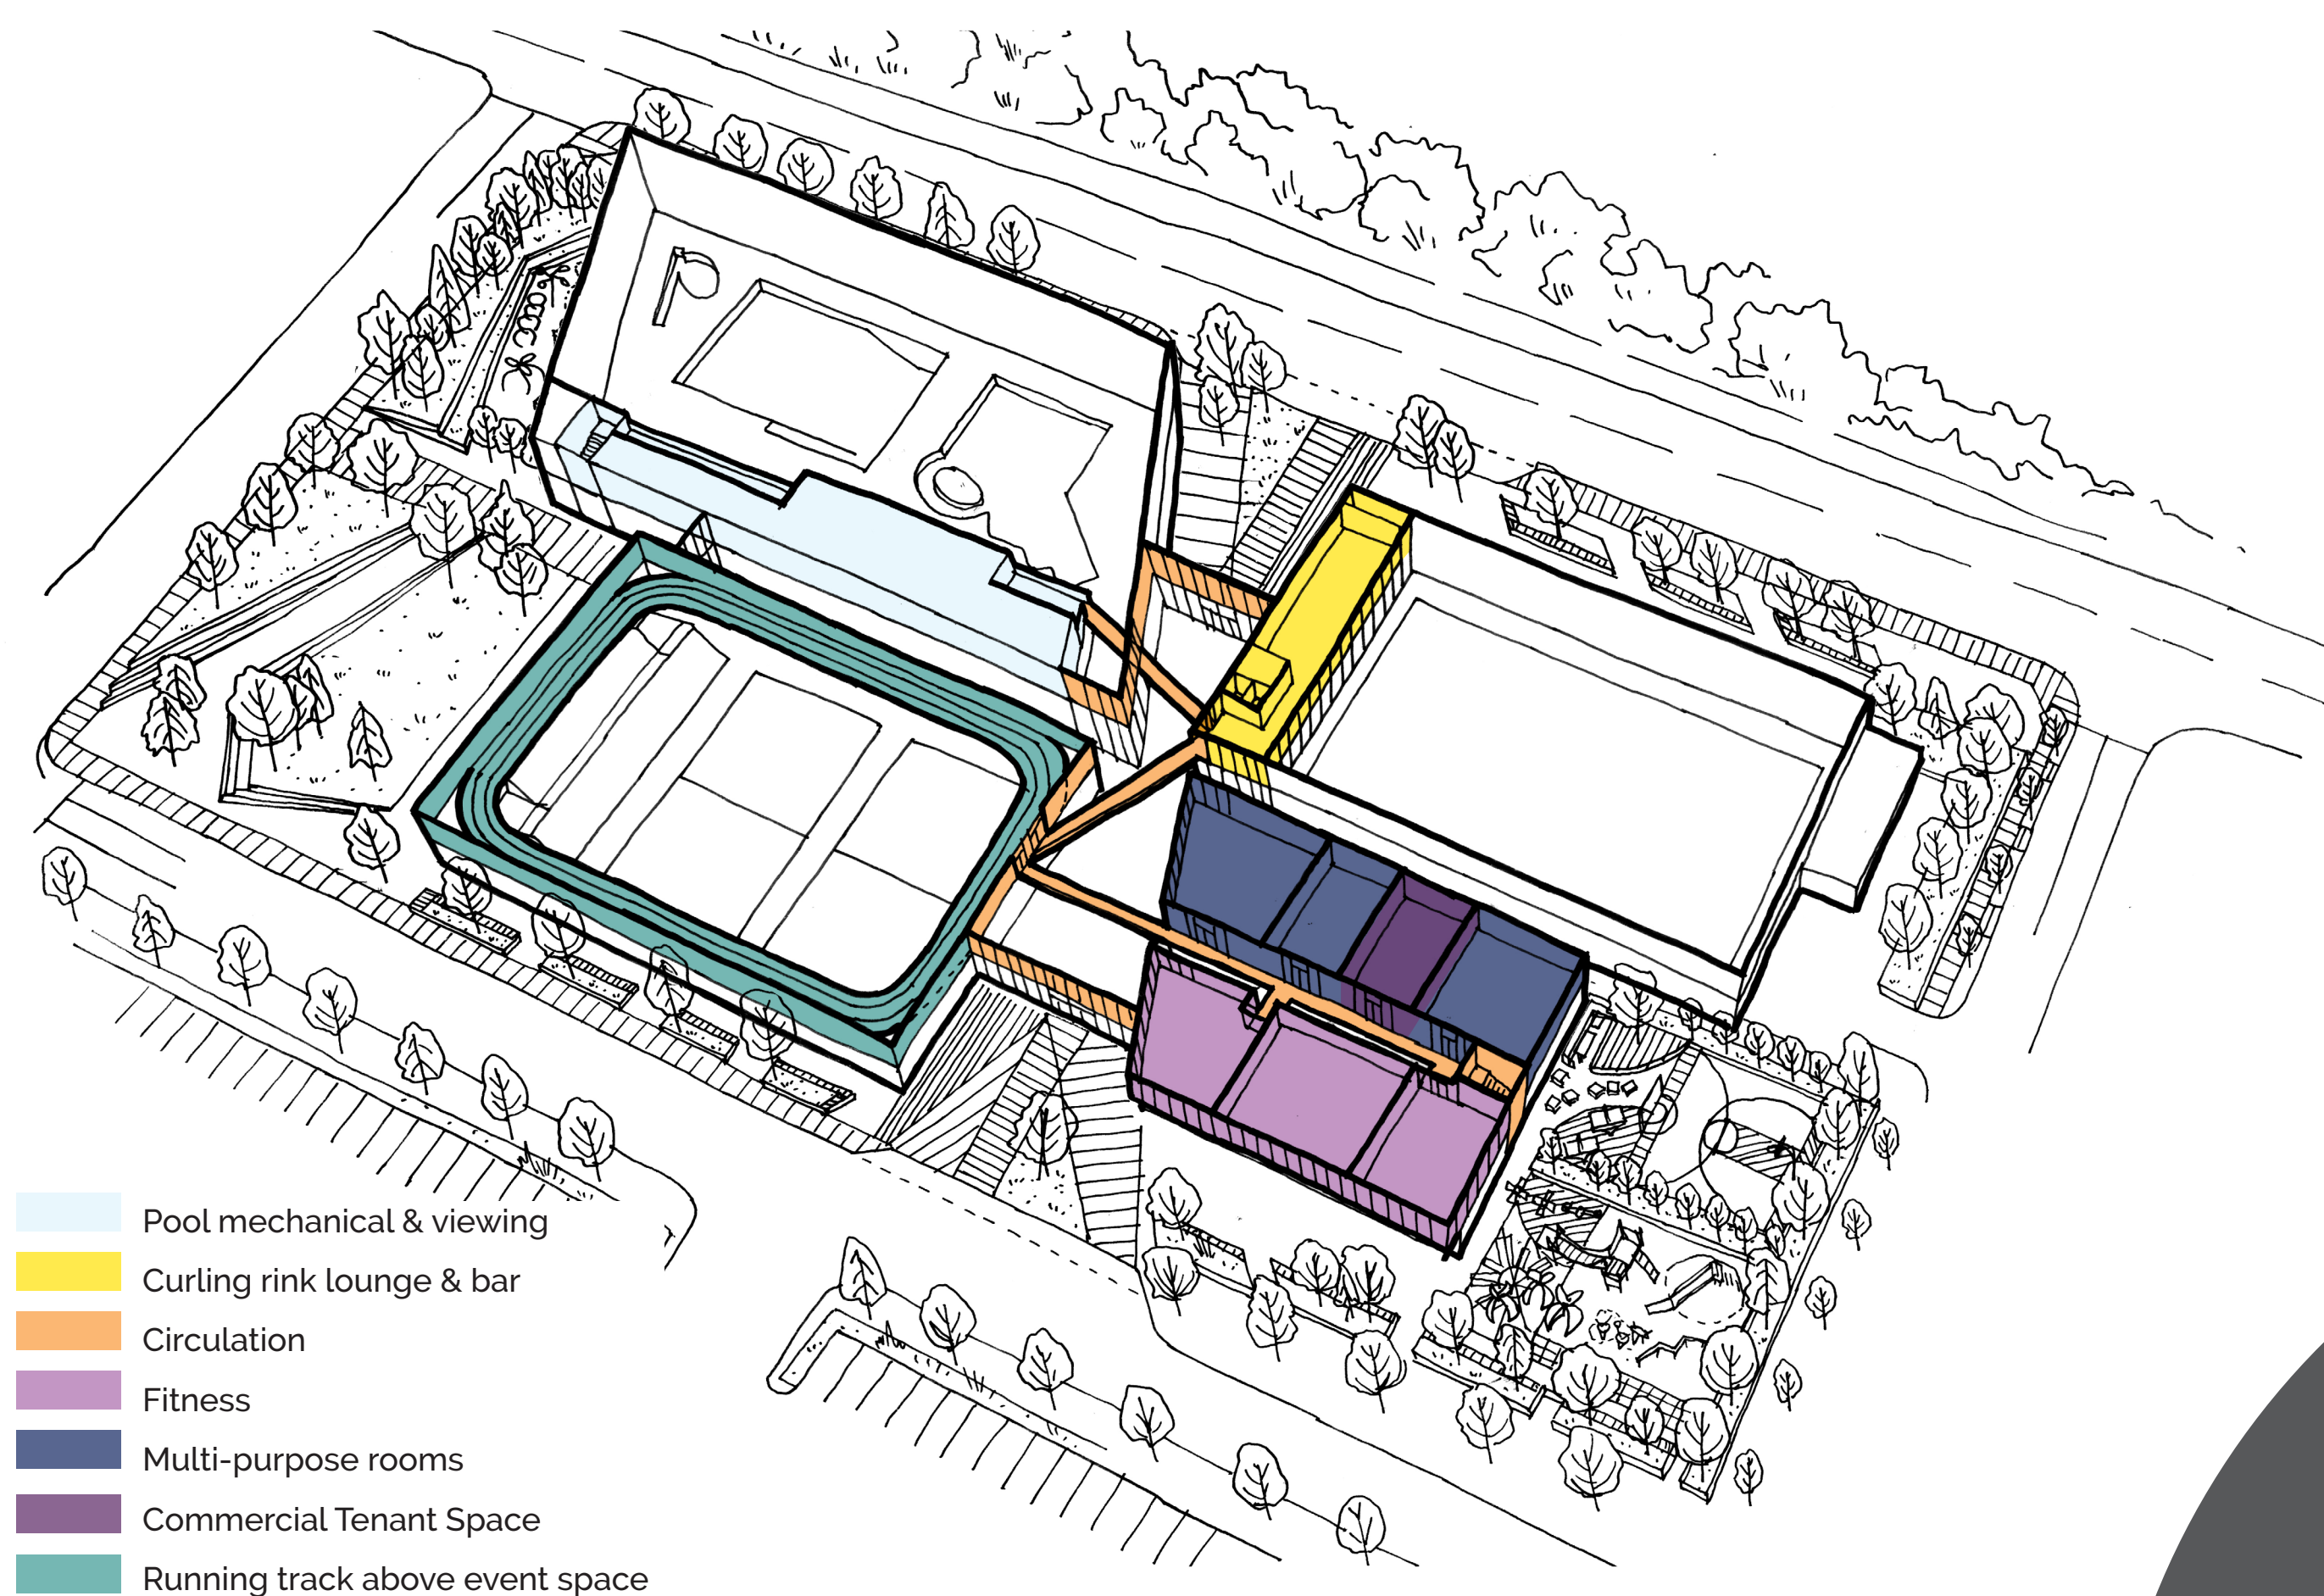 Pool mechanical & viewing
Curling rink lounge & bar
Circulation
Fitness
Multi-purpose rooms
Commercial Tenant Space
Running track above event space